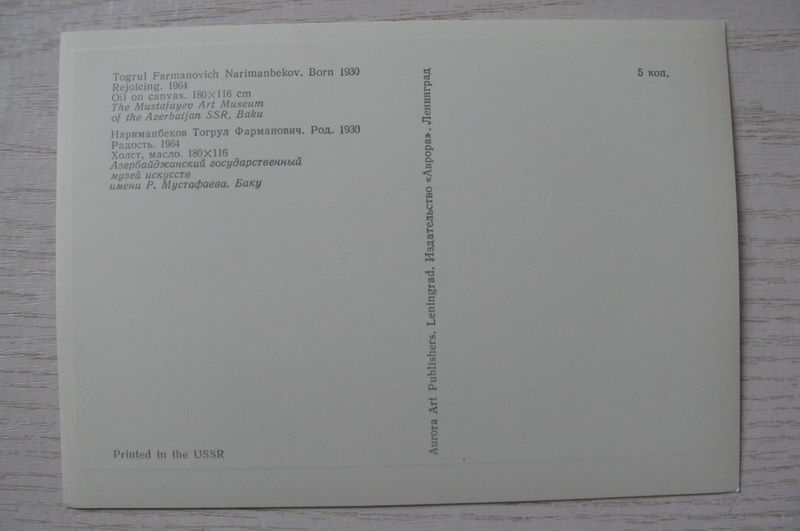 Togrul Farmanovich Narimanbekov. Born 1930
Rejoicing. 1964
Oil on canvas. 180×116 cm
The Mustafayev Art Museum
of the Azerbaijan SSR, Baku
Нариманбеков Тогрул Фарманович. Род. 1930
Радость. 1964
Холст, масло. 180×116
Азербайджанский государственный
музей искусств
имени Р. Мустафаева. Баку
Printed in the USSR
Aurora Art Publishers. Leningrad. Издательство «Аврора». Ленинград
5 коп.